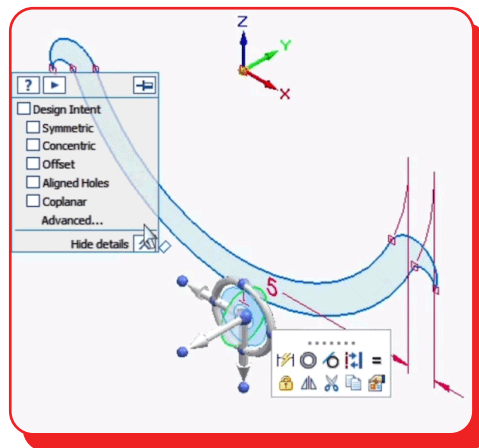 Z
Y
X
?
Design Intent
Symmetric
Concentric
Offset
Aligned Holes
Coplanar
Advanced...
Hide details
5
=